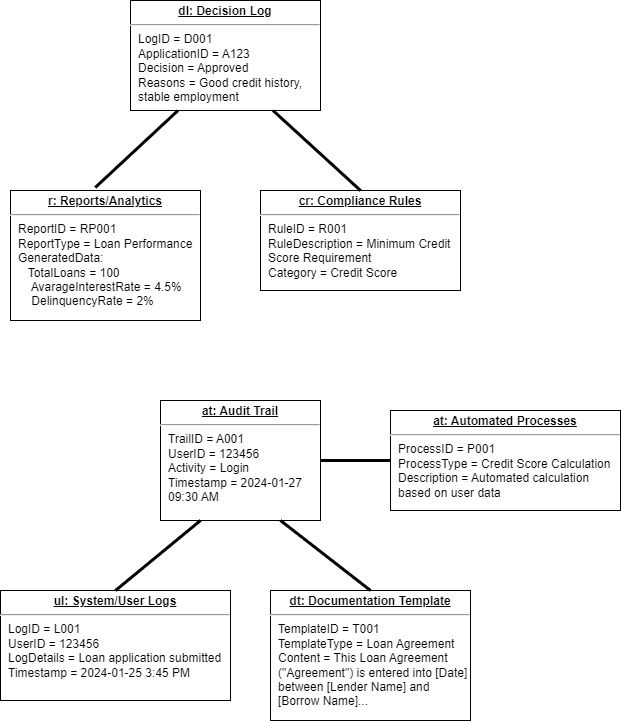 dl: Decision Log
LogID = D001
ApplicationID = A123
Decision = Approved
Reasons = Good credit history,
stable employment
r: Reports/Analytics
ReportID = RP001
ReportType = Loan Performance
GeneratedData:
TotalLoans = 100
AvarageInterestRate = 4.5%
DelinquencyRate = 2%
cr: Compliance Rules
RuleID = R001
RuleDescription = Minimum Credit
Score Requirement
Category = Credit Score
at: Audit Trail
TrailID = A001
UserID = 123456
Activity = Login
Timestamp = 2024-01-27
09:30 AM
at: Automated Processes
ProcessID = P001
ProcessType = Credit Score Calculation
Description = Automated calculation
based on user data
ul: System/User Logs
LogID = L001
UserID = 123456
LogDetails = Loan application submitted
Timestamp = 2024-01-25 3:45 PM
dt: Documentation Template
TemplateID = T001
TemplateType = Loan Agreement
Content = This Loan Agreement
("Agreement") is entered into [Date]
between [Lender Name] and
[Borrow Name]...